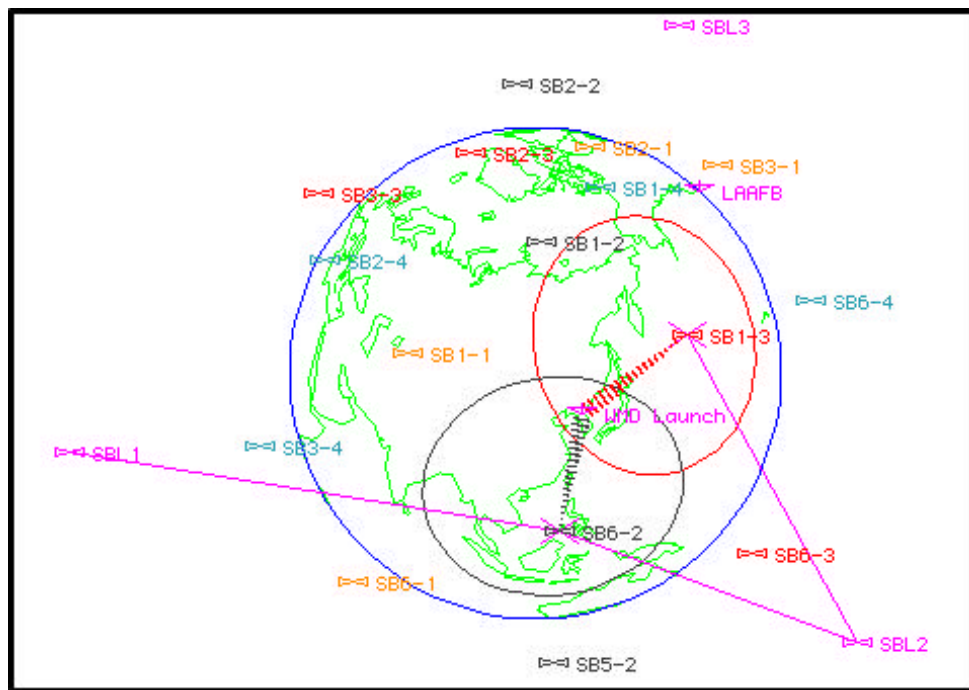 SBL3
SB2-2
SB2-1
SB2-3
SB3-1
SB1-4
LAAFB
SB3-3
SB1-2
SB2-4
SB6-4
SB1-3
SB1-1
WMD Launch
SB3-4
SBL1
SB6-2
SB6-3
SB6-1
SBL2
SB5-2